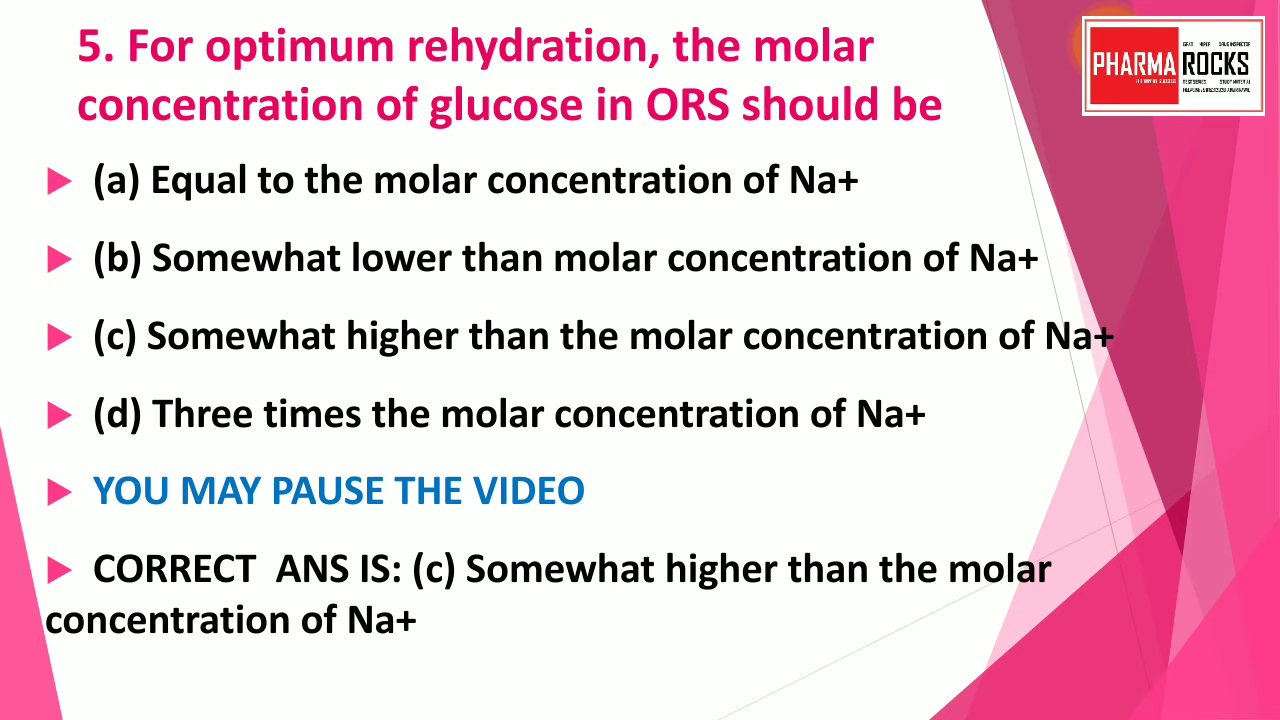 5. For optimum rehydration, the molar
concentration of glucose in ORS should be
PHARMA ROCKS
(a) Equal to the molar concentration of Na+
(b) Somewhat lower than molar concentration of Na+
(c) Somewhat higher than the molar concentration of Na+
(d) Three times the molar concentration of Na+
YOU MAY PAUSE THE VIDEO
CORRECT ANS IS: (c) Somewhat higher than the molar
concentration of Na+